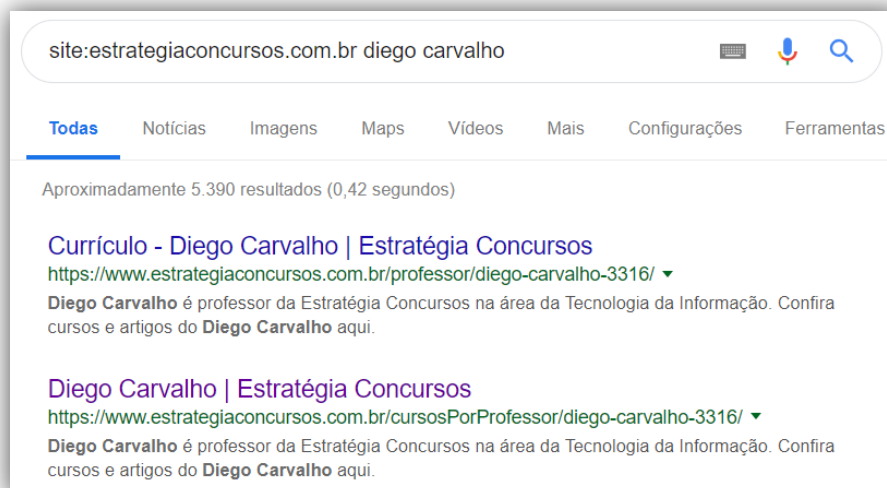 site:estrategiaconcursos.com.br diego carvalho
Todas Notícias Imagens Maps Vídeos Mais Configurações Ferramentas
Aproximadamente 5.390 resultados (0,42 segundos)
Currículo - Diego Carvalho | Estratégia Concursos
https://www.estrategiaconcursos.com.br/professor/diego-carvalho-3316/
Diego Carvalho é professor da Estratégia Concursos na área da Tecnologia da Informação. Confira
cursos e artigos do Diego Carvalho aqui.
Diego Carvalho | Estratégia Concursos
https://www.estrategiaconcursos.com.br/cursosPorProfessor/diego-carvalho-3316/
Diego Carvalho é professor da Estratégia Concursos na área da Tecnologia da Informação. Confira
cursos e artigos do Diego Carvalho aqui.